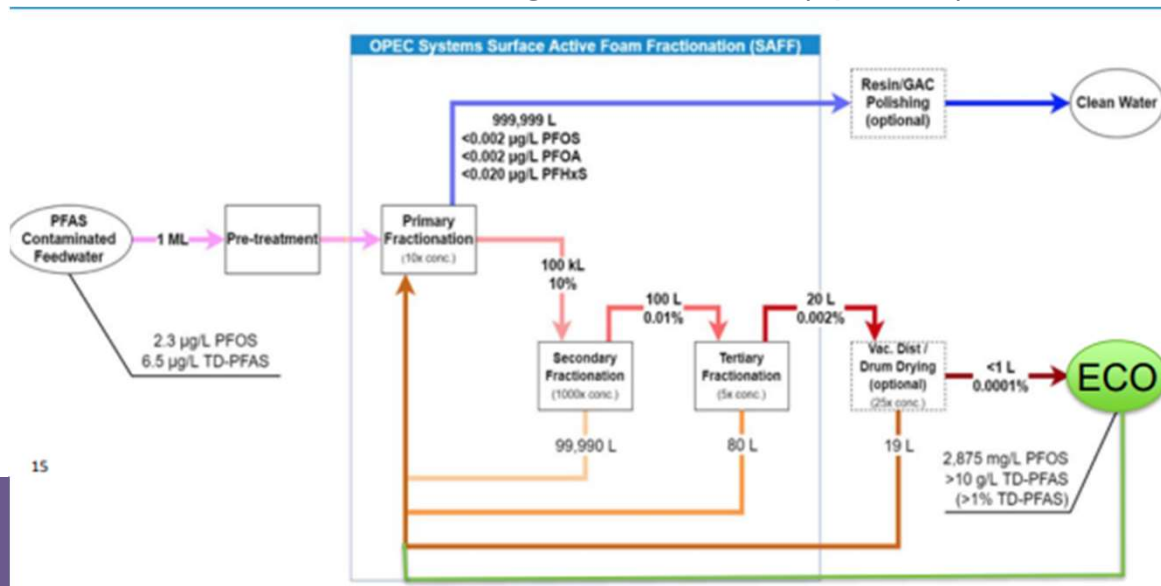 OPEC Systems Surface Active Foam Fractionation (SAFF)
Resin/GAC
Polishing
(optional)
Clean Water
999,999 L
<0.002 µg/L PFOS
<0.002 µg/L PFOA
<0.020 µg/L PFHxS
PFAS
Contaminated
Feedwater
1 ML
Pre-treatment
Primary
Fractionation
(10x conc.)
100 kL
10%
100 L
0.01%
20 L
0.002%
2.3 µg/L PFOS
6.5 µg/L TD-PFAS
Secondary
Fractionation
(1000x conc.)
Tertiary
Fractionation
(5x conc.)
Vac. Dist /
Drum Drying
(optional)
(25x conc.)
<1 L
0.0001%
ECO
99,990 L
80 L
19 L
2,875 mg/L PFOS
>10 g/L TD-PFAS
(>1% TD-PFAS)
15